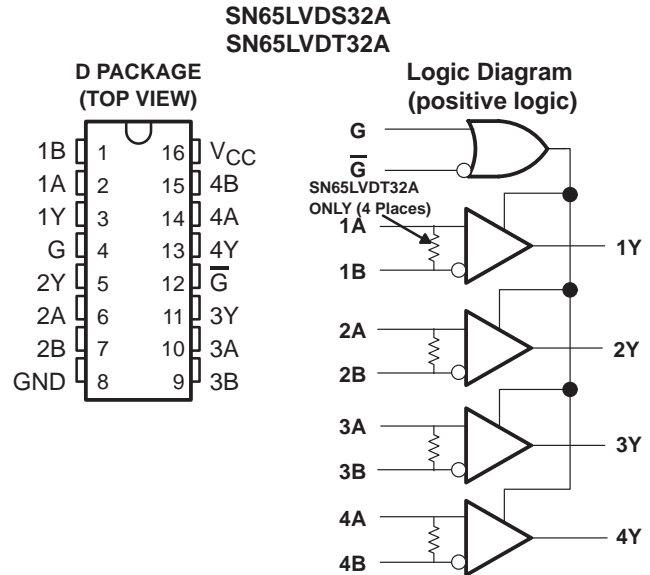 SN65LVDS32A
SN65LVDT32A
D PACKAGE
(TOP VIEW)
1B 1 16 VCC
1A 2 15 4B
1Y 3 14 4A
G 4 13 4Y
2Y 5 12 G̅
2A 6 11 3Y
2B 7 10 3A
GND 8 9 3B
Logic Diagram
(positive logic)
G
G̅
SN65LVDT32A
ONLY (4 Places)
1A
1Y
1B
2A
2Y
2B
3A
3Y
3B
4A
4Y
4B